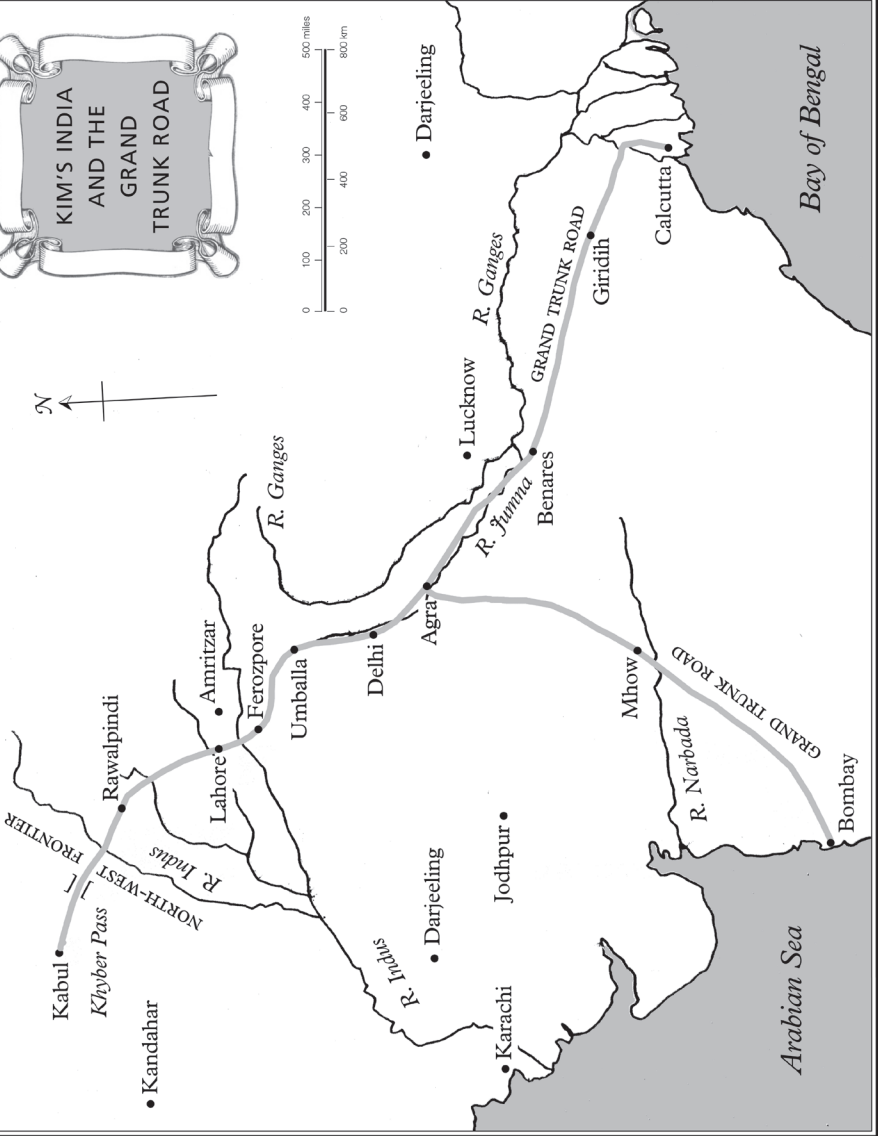 KIM'S INDIA
AND THE
GRAND
TRUNK ROAD
500 miles
400
300
200
100
0
800 km
600
400
200
0
N
Kabul
Khyber Pass
Kandahar
NORTH-WEST FRONTIER
Rawalpindi
R. Indus
Lahore
Amritzar
Ferozpore
Umballa
Delhi
Agra
R. Ganges
R. Jumna
Lucknow
Benares
R. Ganges
GRAND TRUNK ROAD
Giridih
Calcutta
Darjeeling
R. Indus
Darjeeling
Jodhpur
Karachi
Mhow
R. Narbada
GRAND TRUNK ROAD
Bombay
Arabian Sea
Bay of Bengal